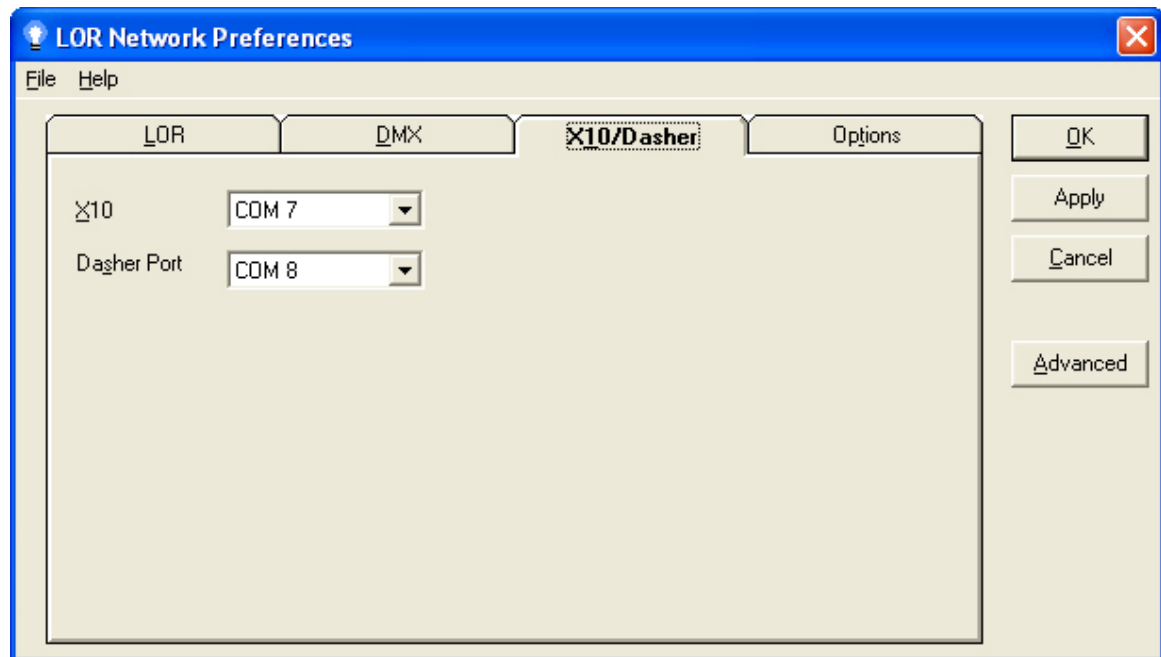 LOR Network Preferences
File Help
LOR DMX X10/Dasher Options
OK
X10 COM 7
Apply
Dasher Port COM 8
Cancel
Advanced